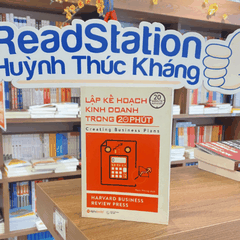 ReadStation
Huỳnh Thúc Kháng
LẬP KẾ HOẠCH
KINH DOANH
TRONG 20 PHÚT
Creating Business Plans
HARVARD BUSINESS
REVIEW PRESS